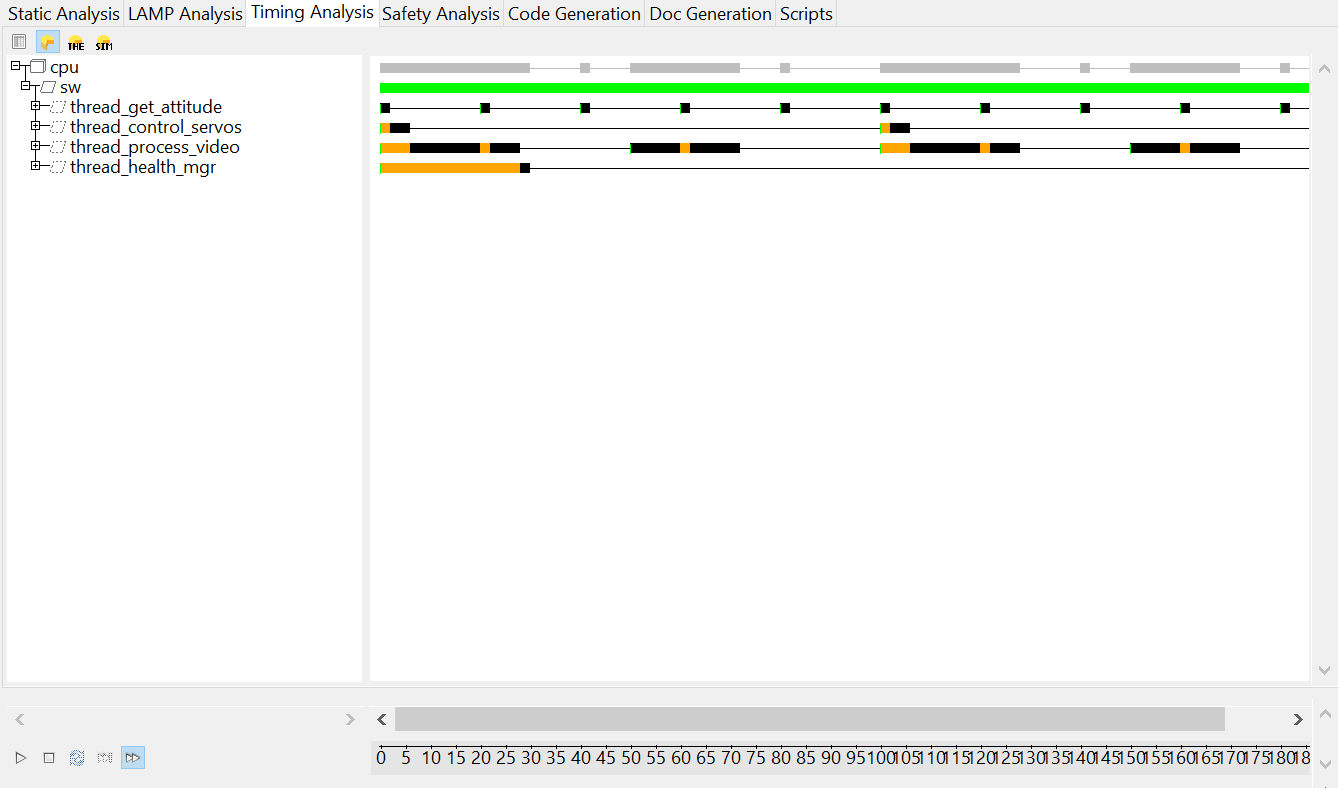 Static Analysis LAMP Analysis Timing Analysis Safety Analysis Code Generation Doc Generation Scripts
THE SIM
cpu
sw
thread_get_attitude
thread_control_servos
thread_process_video
thread_health_mgr
0 5 10 15 20 25 30 35 40 45 50 55 60 65 70 75 80 85 90 95 100 105 110 115 120 125 130 135 140 145 150 155 160 165 170 175 180 18